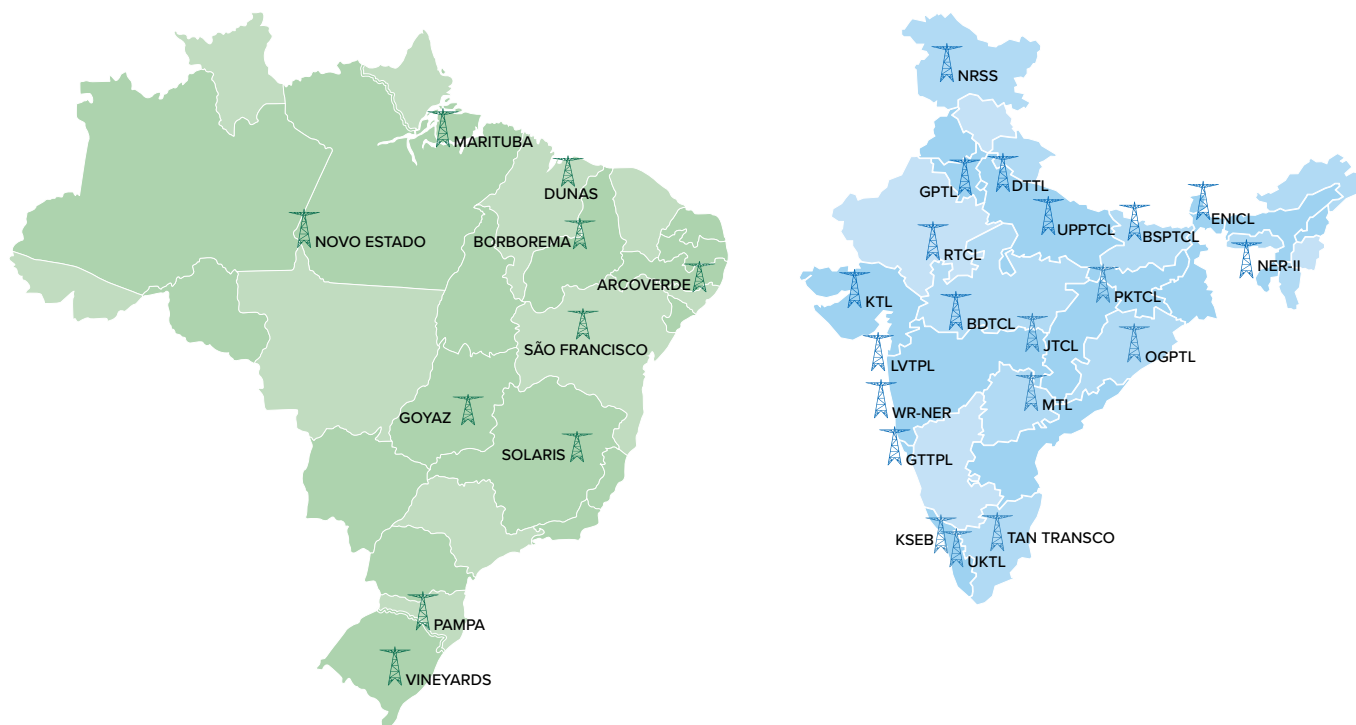 MARITUBA
DUNAS
NOVO ESTADO
BORBOREMA
ARCOVERDE
SÃO FRANCISCO
GOYAZ
SOLARIS
PAMPA
VINEYARDS
NRSS
GPTL
DTTL
UPPTCL
BSPTCL
ENICL
RTCL
NER-II
KTL
PKTCL
BDTCL
JTCL
OGPTL
LVTPL
MTL
WR-NER
GTTPL
KSEB
TAN TRANSCO
UKTL